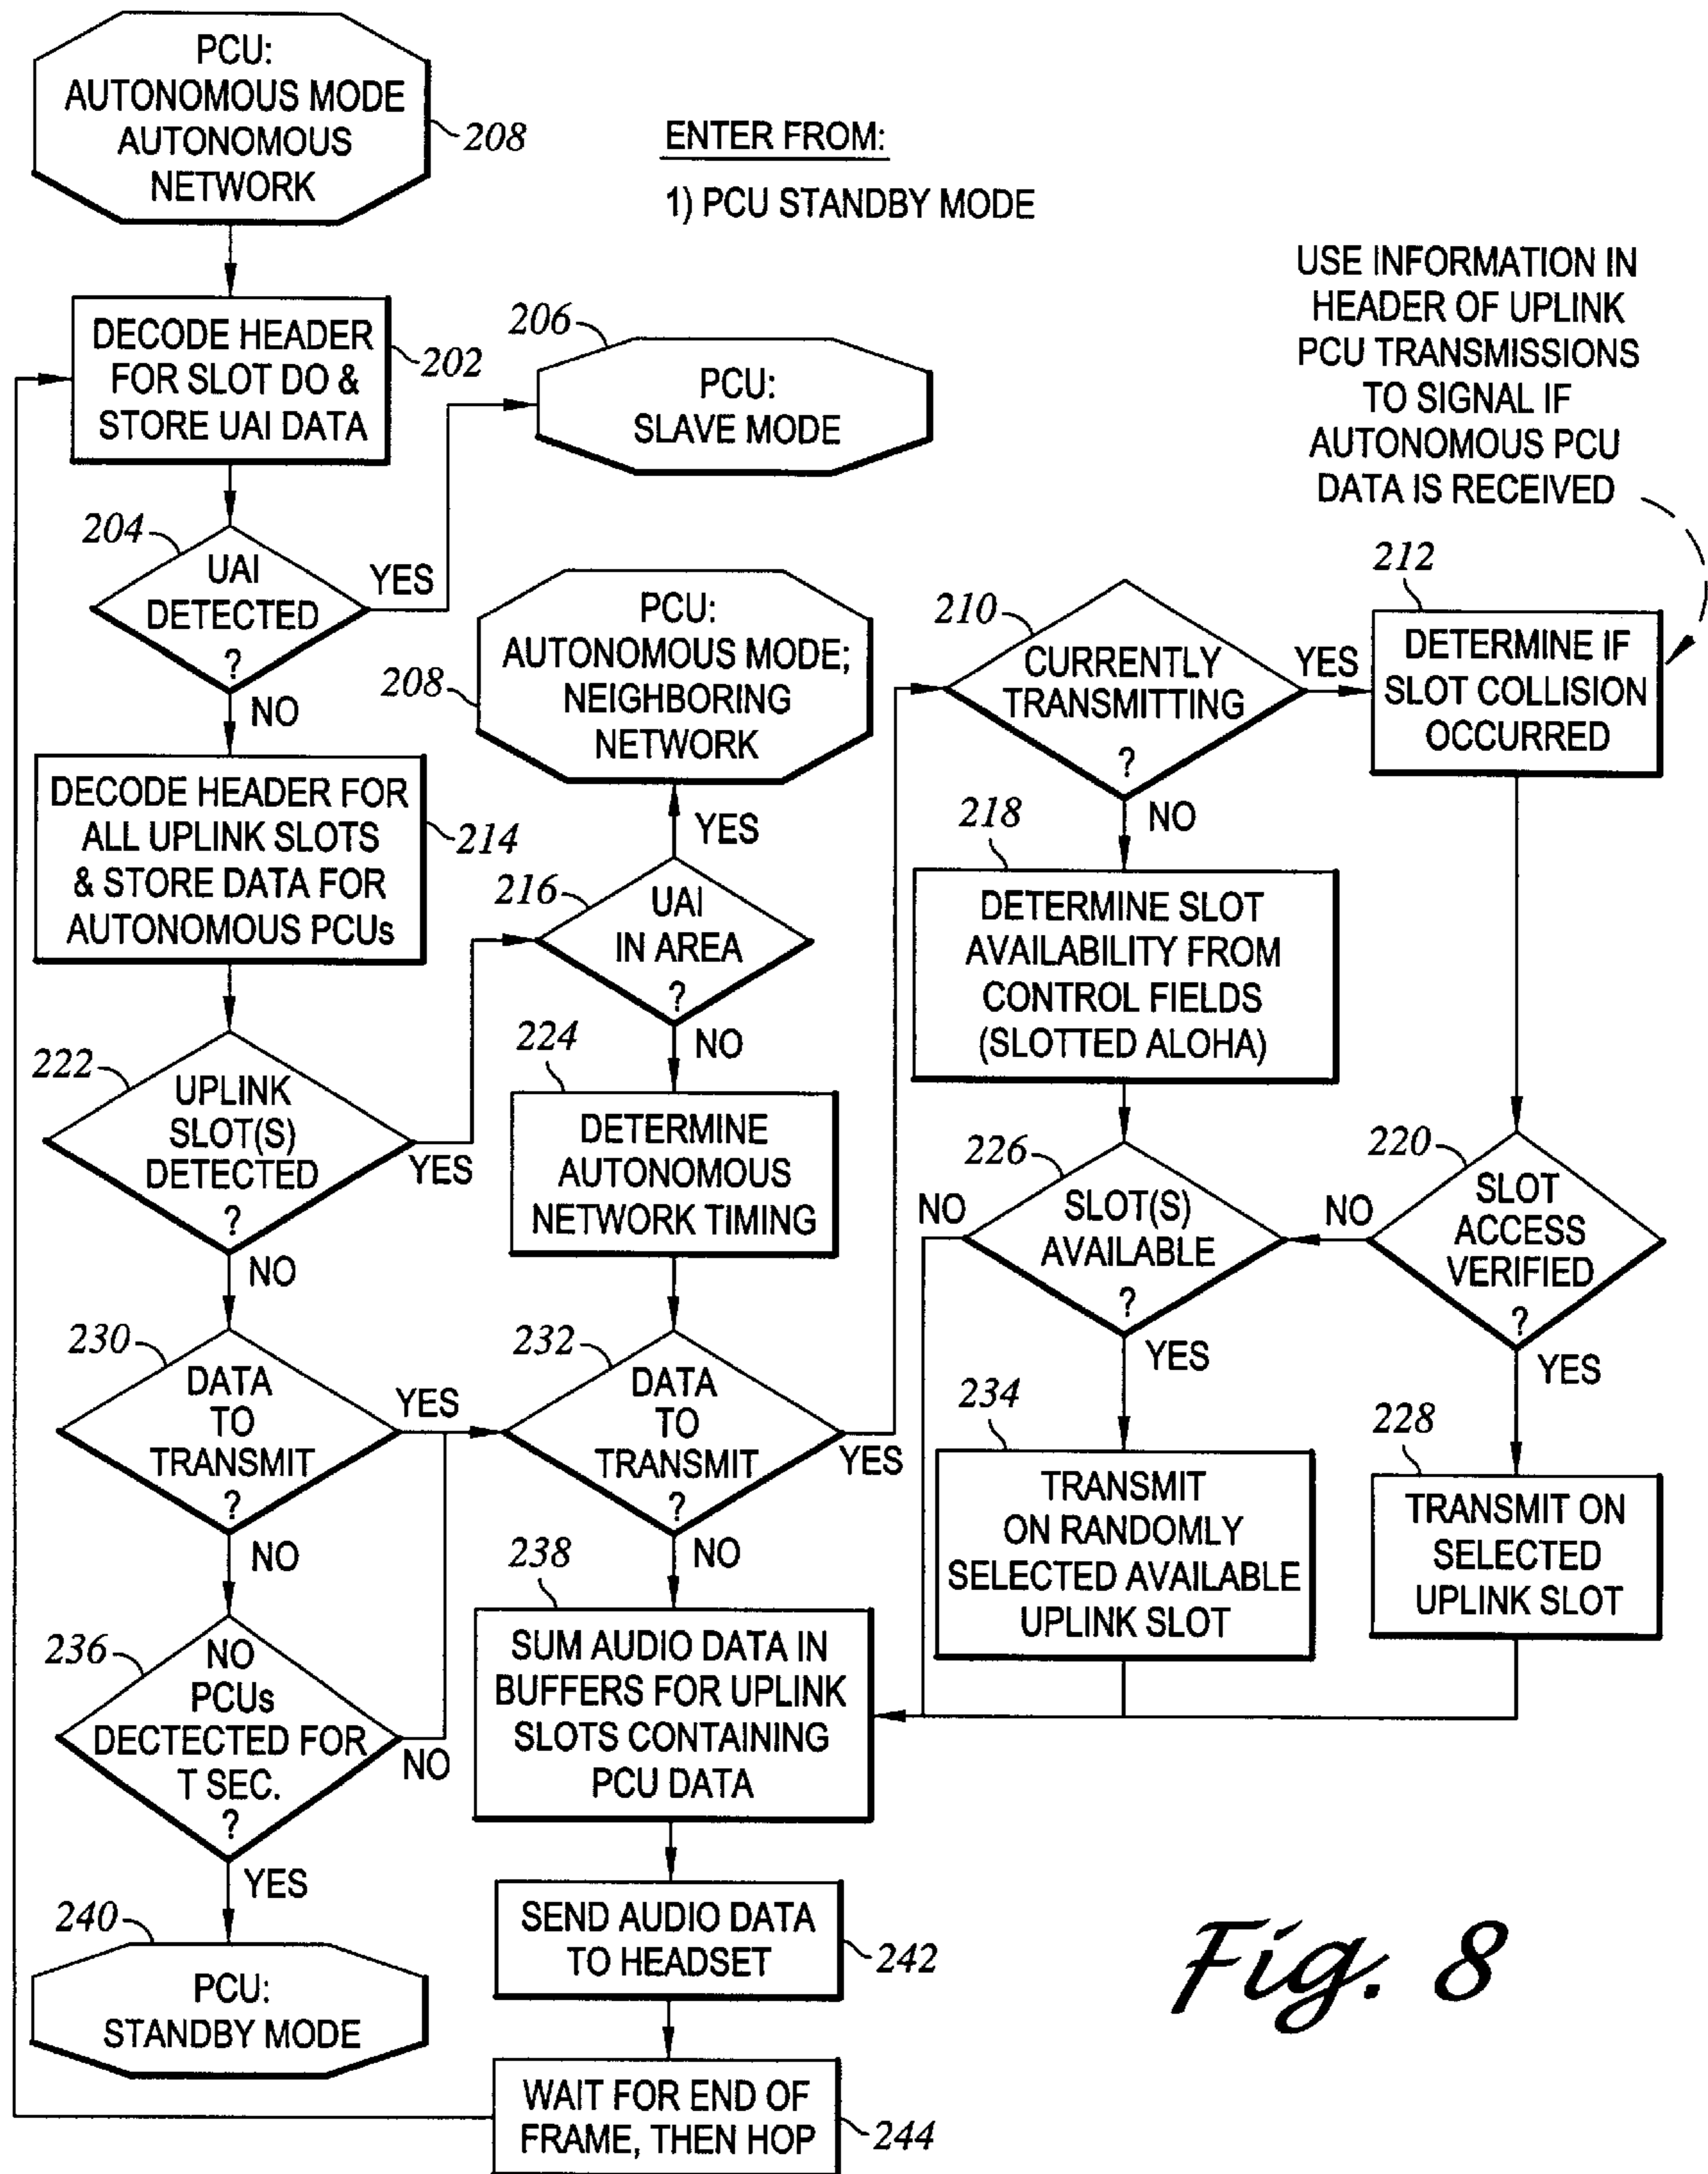 PCU:
AUTONOMOUS MODE
AUTONOMOUS
NETWORK
208
ENTER FROM:
1) PCU STANDBY MODE
DECODE HEADER
FOR SLOT DO &
STORE UAI DATA
202
206
PCU:
SLAVE MODE
USE INFORMATION IN
HEADER OF UPLINK
PCU TRANSMISSIONS
TO SIGNAL IF
AUTONOMOUS PCU
DATA IS RECEIVED
204
UAI
DETECTED
?
YES
NO
208
PCU:
AUTONOMOUS MODE;
NEIGHBORING
NETWORK
210
CURRENTLY
TRANSMITTING
?
YES
NO
212
DETERMINE IF
SLOT COLLISION
OCCURRED
DECODE HEADER FOR
ALL UPLINK SLOTS
& STORE DATA FOR
AUTONOMOUS PCUs
214
216
UAI
IN AREA
?
YES
NO
218
DETERMINE SLOT
AVAILABILITY FROM
CONTROL FIELDS
(SLOTTED ALOHA)
222
UPLINK
SLOT(S)
DETECTED
?
YES
NO
224
DETERMINE
AUTONOMOUS
NETWORK TIMING
226
SLOT(S)
AVAILABLE
?
NO
YES
220
SLOT
ACCESS
VERIFIED
?
NO
YES
230
DATA
TO
TRANSMIT
?
YES
NO
232
DATA
TO
TRANSMIT
?
YES
NO
234
TRANSMIT
ON RANDOMLY
SELECTED AVAILABLE
UPLINK SLOT
228
TRANSMIT ON
SELECTED
UPLINK SLOT
236
NO
PCUs
DECTECTED FOR
T SEC.
?
NO
YES
238
SUM AUDIO DATA IN
BUFFERS FOR UPLINK
SLOTS CONTAINING
PCU DATA
240
PCU:
STANDBY MODE
SEND AUDIO DATA
TO HEADSET
242
WAIT FOR END OF
FRAME, THEN HOP
244
Fig. 8